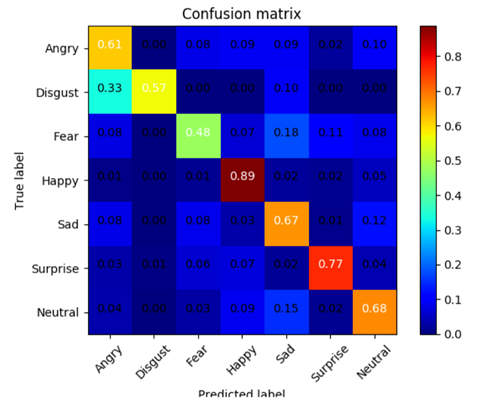 Confusion matrix
Angry 0.61 0.00 0.08 0.09 0.09 0.02 0.10
Disgust 0.33 0.57 0.00 0.00 0.10 0.00 0.00
Fear 0.08 0.00 0.48 0.07 0.18 0.11 0.08
Happy 0.01 0.00 0.01 0.89 0.02 0.02 0.05
Sad 0.08 0.00 0.08 0.03 0.67 0.01 0.12
Surprise 0.03 0.06 0.07 0.02 0.77 0.04
Neutral 0.04 0.00 0.03 0.09 0.15 0.02 0.68
True label
Angry Disgust Fear Happy Sad Surprise Neutral
Predicted label
0.8
0.7
0.6
0.5
0.4
0.3
0.2
0.1
0.0